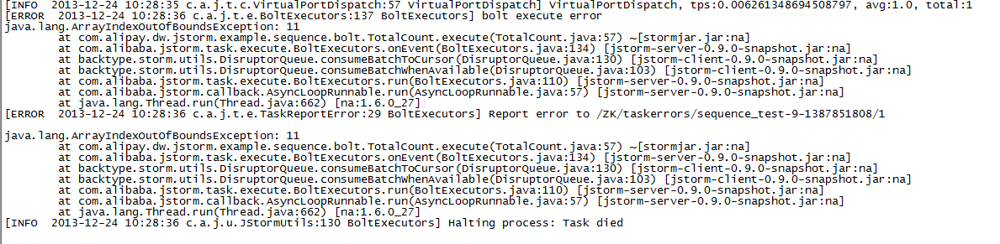 [INFO  2013-12-24 10:28:35 c.a.j.t.c.VirtualPortDispatch:57 VirtualPortDispatch] VirtualPortDispatch, tps:0.006261348694508797, avg:1.0, total:1
[ERROR 2013-12-24 10:28:36 c.a.j.t.e.BoltExecutors:137 BoltExecutors] bolt execute error
java.lang.ArrayIndexOutOfBoundsException: 11
        at com.alipay.dw.jstorm.example.sequence.bolt.TotalCount.execute(TotalCount.java:57) ~[stormjar.jar:na]
        at com.alibaba.jstorm.task.execute.BoltExecutors.onEvent(BoltExecutors.java:134) [jstorm-server-0.9.0-snapshot.jar:na]
        at backtype.storm.utils.DisruptorQueue.consumeBatchToCursor(DisruptorQueue.java:130) [jstorm-client-0.9.0-snapshot.jar:na]
        at backtype.storm.utils.DisruptorQueue.consumeBatchWhenAvailable(DisruptorQueue.java:103) [jstorm-client-0.9.0-snapshot.jar:na]
        at com.alibaba.jstorm.task.execute.BoltExecutors.run(BoltExecutors.java:110) [jstorm-server-0.9.0-snapshot.jar:na]
        at com.alibaba.jstorm.callback.AsyncLoopRunnable.run(AsyncLoopRunnable.java:57) [jstorm-client-0.9.0-snapshot.jar:na]
        at java.lang.Thread.run(Thread.java:662) [na:1.6.0_27]
[ERROR 2013-12-24 10:28:36 c.a.j.t.e.TaskReportError:29 BoltExecutors] Report error to /ZK/taskerrors/sequence_test-9-1387851808/1
java.lang.ArrayIndexOutOfBoundsException: 11
        at com.alipay.dw.jstorm.example.sequence.bolt.TotalCount.execute(TotalCount.java:57) ~[stormjar.jar:na]
        at com.alibaba.jstorm.task.execute.BoltExecutors.onEvent(BoltExecutors.java:134) [jstorm-server-0.9.0-snapshot.jar:na]
        at backtype.storm.utils.DisruptorQueue.consumeBatchToCursor(DisruptorQueue.java:130) [jstorm-client-0.9.0-snapshot.jar:na]
        at backtype.storm.utils.DisruptorQueue.consumeBatchWhenAvailable(DisruptorQueue.java:103) [jstorm-client-0.9.0-snapshot.jar:na]
        at com.alibaba.jstorm.task.execute.BoltExecutors.run(BoltExecutors.java:110) [jstorm-server-0.9.0-snapshot.jar:na]
        at com.alibaba.jstorm.callback.AsyncLoopRunnable.run(AsyncLoopRunnable.java:57) [jstorm-client-0.9.0-snapshot.jar:na]
        at java.lang.Thread.run(Thread.java:662) [na:1.6.0_27]
[INFO  2013-12-24 10:28:36 c.a.j.u.JStormUtils:130 BoltExecutors] Halting process: Task died